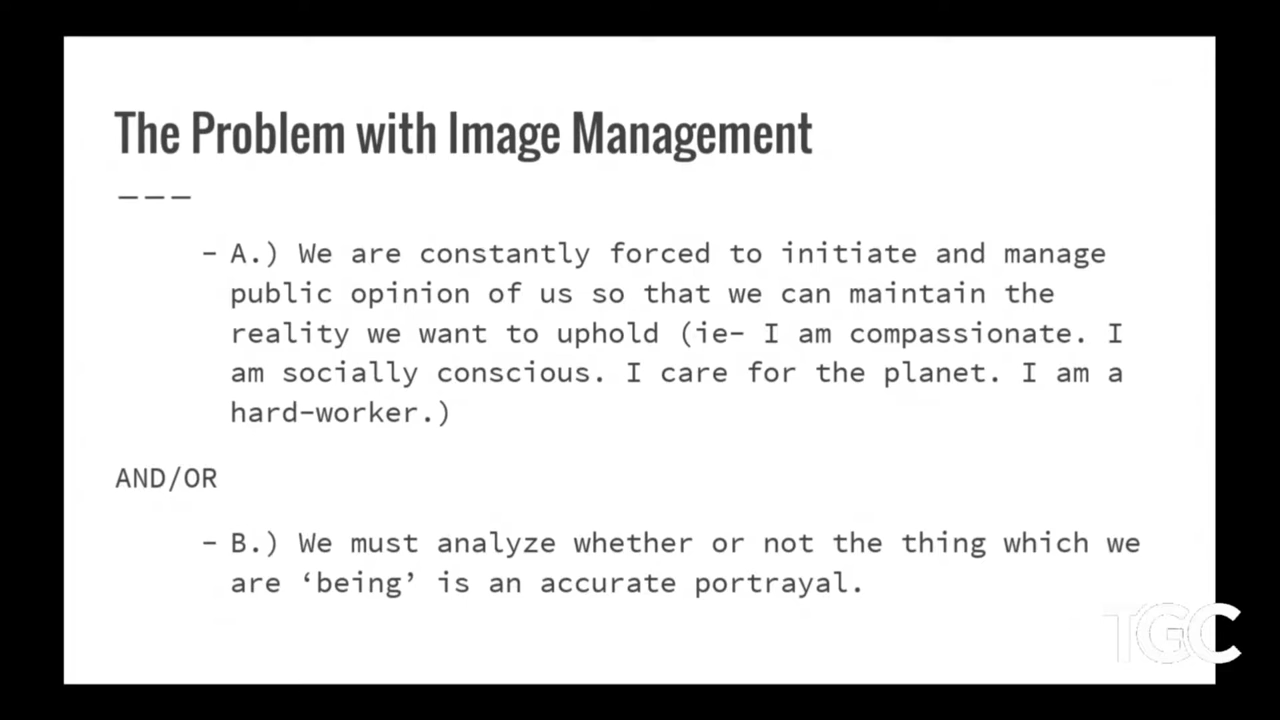 The Problem with Image Management
---
- A.) We are constantly forced to initiate and manage
public opinion of us so that we can maintain the
reality we want to uphold (ie- I am compassionate. I
am socially conscious. I care for the planet. I am a
hard-worker.)
AND/OR
- B.) We must analyze whether or not the thing which we
are ‘being’ is an accurate portrayal.
TGC